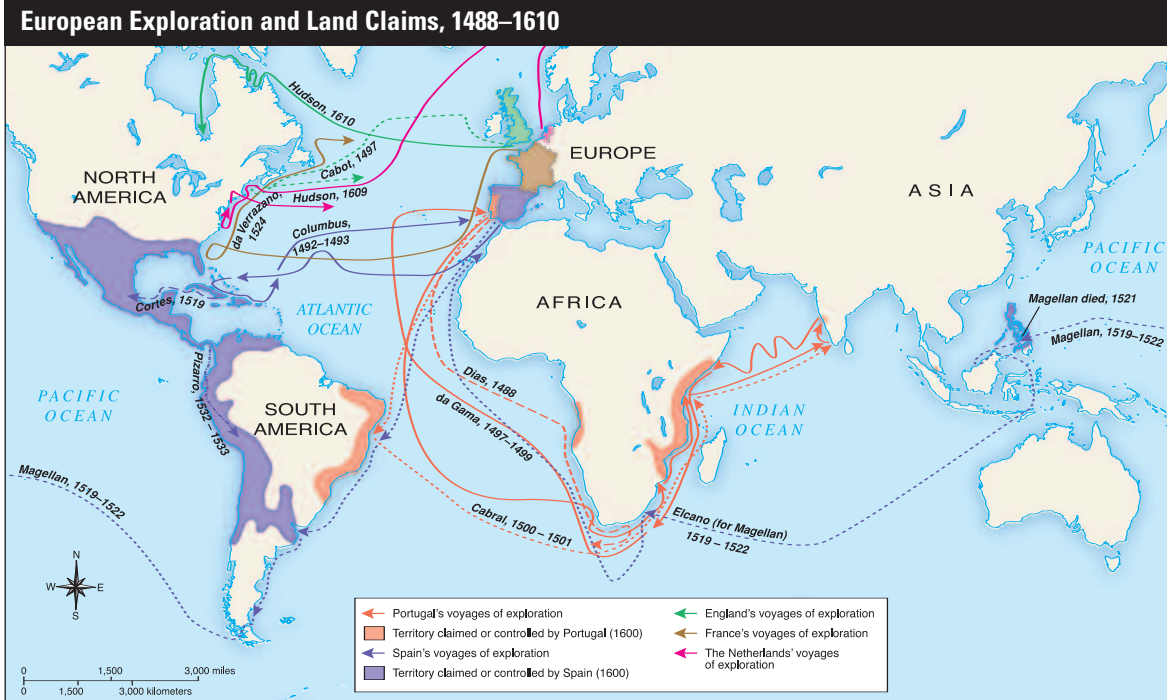 European Exploration and Land Claims, 1488–1610
Hudson, 1610
Cabot, 1497
EUROPE
NORTH
AMERICA
ASIA
Hudson, 1609
da Verrazano,
1524
Columbus,
1492–1493
PACIFIC
OCEAN
Cortes, 1519
ATLANTIC
OCEAN
AFRICA
Magellan died, 1521
Magellan, 1519–1522
Pizarro, 1532–1533
Dias, 1488
PACIFIC
OCEAN
SOUTH
AMERICA
da Gama, 1497–1499
INDIAN
OCEAN
Magellan, 1519–1522
Cabral, 1500–1501
Elcano (for Magellan)
1519–1522
N
W
E
S
Portugal's voyages of exploration
Territory claimed or controlled by Portugal (1600)
Spain's voyages of exploration
Territory claimed or controlled by Spain (1600)
England's voyages of exploration
France's voyages of exploration
The Netherlands' voyages
of exploration
0 1,500 3,000 miles
0 1,500 3,000 kilometers